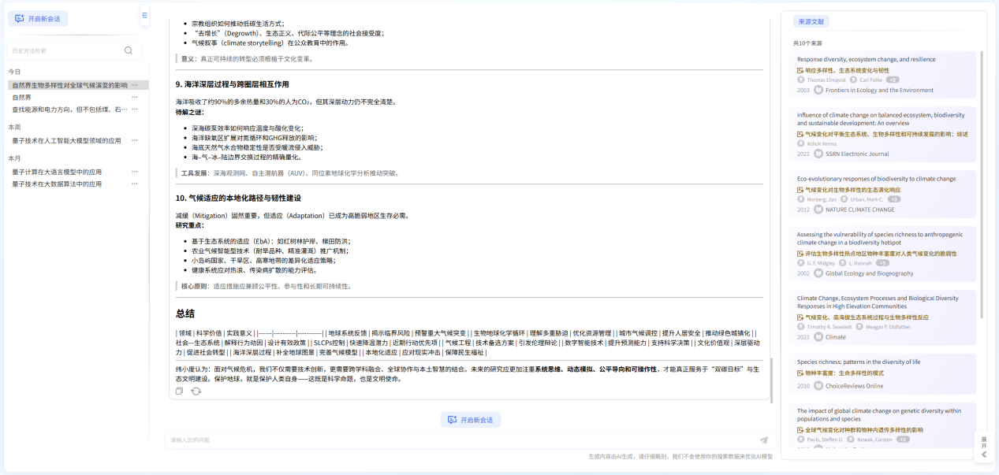 开启新会话
历史对话检索
今日
自然界生物多样性对全球气候演变的影响 ...
自然界 ...
查找能源和电力方向，但不包括煤、石... ...
本周
量子技术在人工智能大模型领域的应用 ...
本月
量子计算在大语言模型中的应用 ...
量子技术在大数据算法中的应用 ...
• 宗教组织如何推动低碳生活方式；
• “去增长”（Degrowth）、生态正义、代际公平等理念的社会接受度；
• 气候叙事（climate storytelling）在公众教育中的作用。
意义：真正可持续的转型必须根植于文化变革。
9. 海洋深层过程与跨圈层相互作用
海洋吸收了约90%的多余热量和30%的人为CO₂，但其深层动力仍不完全清楚。
待解之谜：
• 深海碳泵效率如何响应温度与酸化变化；
• 海洋缺氧区扩展对氮循环和GHG释放的影响；
• 海底天然气水合物稳定性是否受暖流侵入威胁；
• 海–气–冰–陆边界交换过程的精确量化。
工具发展：深海观测网、自主潜航器（AUV）、同位素地球化学分析推动突破。
10. 气候适应的本地化路径与韧性建设
减缓（Mitigation）固然重要，但适应（Adaptation）已成为高脆弱地区生存必需。
研究重点：
• 基于生态系统的适应（EbA）：如红树林护岸、梯田防洪；
• 农业气候智能型技术（耐旱品种、精准灌溉）推广机制；
• 小岛屿国家、干旱区、高寒地带的差异化适应策略；
• 健康系统应对热浪、传染病扩散的能力评估。
核心原则：适应措施应兼顾公平性、参与性和长期可持续性。
总结
| 领域 | 科学价值 | 实践意义 | |------|----------|----------| | 地球系统反馈 | 揭示临界风险 | 预警重大气候突变 | | 生物地球化学循环 | 理解多重胁迫 | 优化资源管理 | | 城市气候调控 | 提升人居安全 | 推动绿色城镇化 | |
社会—生态系统 | 解释行为动因 | 设计有效政策 | | SLCPs控制 | 快速降温潜力 | 近期行动优先项 | | 气候工程 | 技术备选方案 | 引发伦理辩论 | | 数字智能技术 | 提升预测能力 | 支持科学决策 | | 文化价值观 | 深层驱动
力 | 促进社会转型 | | 海洋深层过程 | 补全地球图景 | 完善气候模型 | | 本地化适应 | 应对现实冲击 | 保障民生福祉 |
纬小度认为：面对气候危机，我们不仅需要技术创新，更需要跨学科融合、全球协作与本土智慧的结合。未来的研究应更加注重系统思维、动态模拟、公平导向和可操作性，才能真正服务于“双碳目标”与生
态文明建设。保护地球，就是保护人类自身——这既是科学命题，也是文明使命。
开启新会话
请输入您的问题
生成内容由AI生成，请仔细甄别，我们不会使用你的搜索数据来优化AI模型
来源文献
共10个来源
Response diversity, ecosystem change, and resilience
响应多样性、生态系统变化与韧性
Thomas Elmqvist Carl Folke +5
2003 Frontiers in Ecology and the Environment
Influence of climate change on balanced ecosystem, biodiversity
and sustainable development: An overview
气候变化对平衡生态系统、生物多样性和可持续发展的影响：综述
Ashok Verma
2021 SSRN Electronic Journal
Eco-evolutionary responses of biodiversity to climate change
气候变化对生物多样性的生态演化响应
Norberg, Jon Urban, Mark C. +3
2012 NATURE CLIMATE CHANGE
Assessing the vulnerability of species richness to anthropogenic
climate change in a biodiversity hotspot
评估生物多样性热点地区物种丰富度对人类气候变化的脆弱性
G. F. Midgley L. Hannah +3
2002 Global Ecology and Biogeography
Climate Change, Ecosystem Processes and Biological Diversity
Responses in High Elevation Communities
气候变化、高海拔生态系统过程与生物多样性反应
Timothy R. Seastedt Meagan F. Oldfather
2021 Climate
Species richness: patterns in the diversity of life
物种丰富度：生命多样性的模式
2010 ChoiceReviews Online
The impact of global climate change on genetic diversity within
populations and species
全球气候变化对种群和物种内遗传多样性的影响
Pauls, Steffen U. Nowak, Carsten +2
展
开